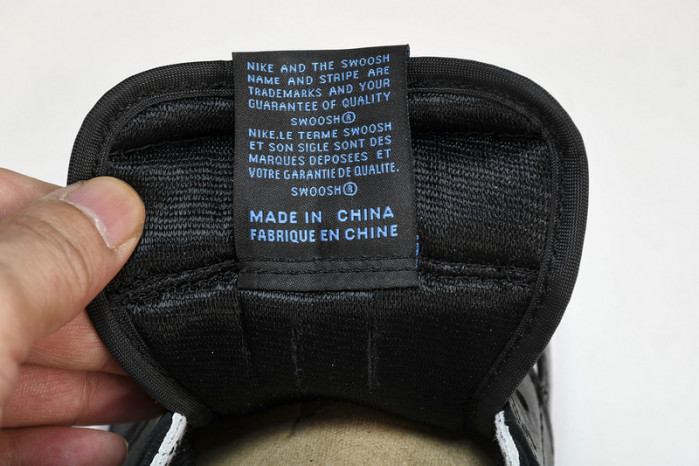 NIKE AND THE SWOOSH
NAME AND STRIPE ARE
TRADEMARKS AND YOUR
GUARANTEE OF QUALITY
SWOOSH®
NIKE.LE TERME SWOOSH
ET SON SIGLE SONT DES
MARQUES DEPOSEES ET
VOTRE GARANTIE DE QUALITE.
SWOOSH®
MADE IN CHINA
FABRIQUE EN CHINE